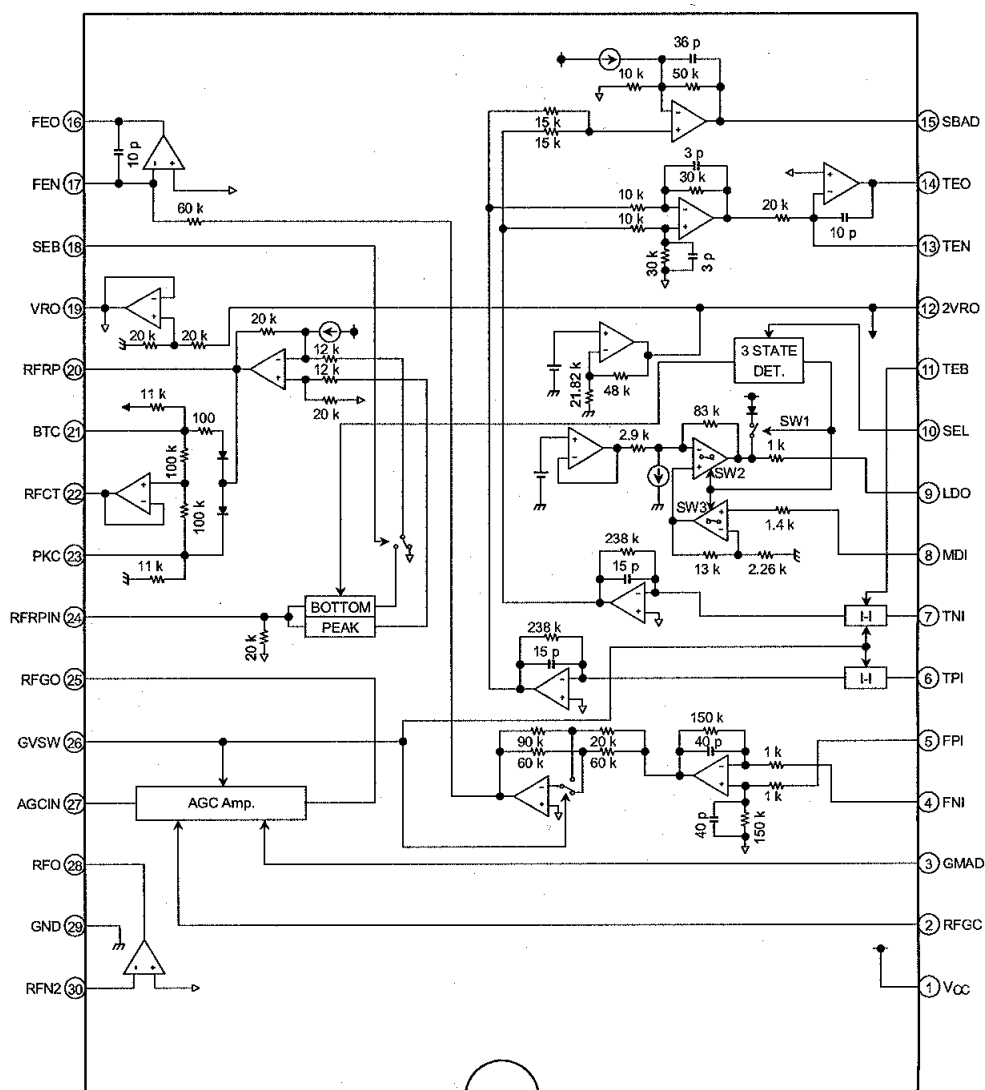 36 p
10 k
50 k
15 k
15 k
FEO 16
10 p
FEN 17
60 k
SEB 18
VRO 19
20 k
20 k
20 k
12 k
12 k
20 k
RFRP 20
11 k
100
BTC 21
100 k
RFCT 22
100 k
PKC 23
11 k
BOTTOM
PEAK
RFRPIN 24
20 k
RFGO 25
GVSW 26
AGCIN 27
AGC Amp.
RFO 28
GND 29
RFN2 30
15 SBAD
3 p
30 k
10 k
10 k
20 k
10 p
30 k
3 p
14 TEO
13 TEN
12 2VRO
3 STATE
DET.
21.82 k
48 k
11 TEB
83 k
SW1
10 SEL
2.9 k
1 k
SW2
9 LDO
SW3
1.4 k
13 k
2.26 k
8 MDI
238 k
15 p
I-I
7 TNI
238 k
15 p
I-I
6 TPI
150 k
40 p
90 k
20 k
60 k
60 k
1 k
1 k
5 FPI
4 FNI
40 p
150 k
3 GMAD
2 RFGC
1 VCC